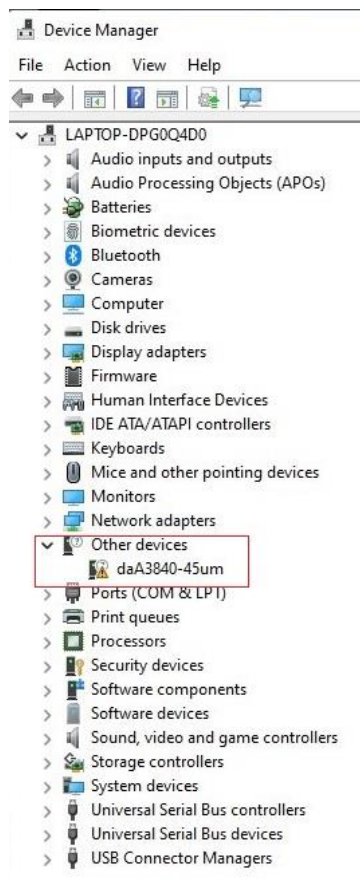 Device Manager
File Action View Help
LAPTOP-DPG0Q4D0
Audio inputs and outputs
Audio Processing Objects (APOs)
Batteries
Biometric devices
Bluetooth
Cameras
Computer
Disk drives
Display adapters
Firmware
Human Interface Devices
IDE ATA/ATAPI controllers
Keyboards
Mice and other pointing devices
Monitors
Network adapters
Other devices
daA3840-45um
Ports (COM & LPT)
Print queues
Processors
Security devices
Software components
Software devices
Sound, video and game controllers
Storage controllers
System devices
Universal Serial Bus controllers
Universal Serial Bus devices
USB Connector Managers